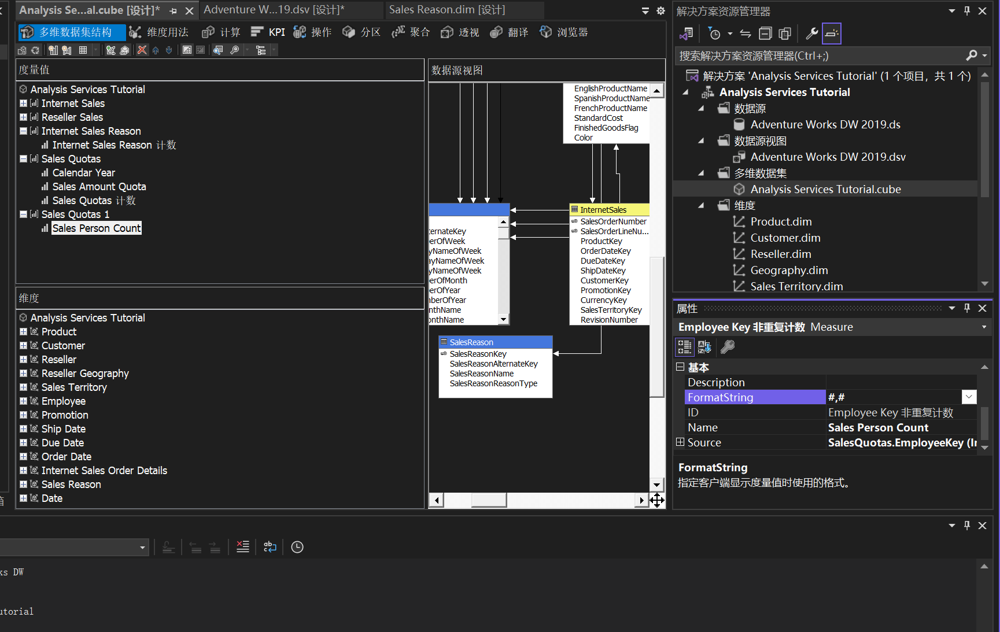 Analysis Se...al.cube [设计]*
Adventure W...19.dsv [设计]*
Sales Reason.dim [设计]
多维数据集结构
维度用法
计算
KPI
操作
分区
聚合
透视
翻译
浏览器
度量值
Analysis Services Tutorial
Internet Sales
Reseller Sales
Internet Sales Reason
Internet Sales Reason 计数
Sales Quotas
Calendar Year
Sales Amount Quota
Sales Quotas 计数
Sales Quotas 1
Sales Person Count
维度
Analysis Services Tutorial
Product
Customer
Reseller
Reseller Geography
Sales Territory
Employee
Promotion
Ship Date
Due Date
Order Date
Internet Sales Order Details
Sales Reason
Date
数据源视图
EnglishProductName
SpanishProductName
FrenchProductName
StandardCost
FinishedGoodsFlag
Color
ternateKey
erOfWeek
yNameOfWeek
ayNameOfWeek
yNameOfWeek
erOfMonth
erOfYear
nberOfYear
nthName
onthName
InternetSales
SalesOrderNumber
SalesOrderLineNu...
ProductKey
OrderDateKey
DueDateKey
ShipDateKey
CustomerKey
PromotionKey
CurrencyKey
SalesTerritoryKey
RevisionNumber
SalesReason
SalesReasonKey
SalesReasonAlternateKey
SalesReasonName
SalesReasonReasonType
解决方案资源管理器
搜索解决方案资源管理器(Ctrl+;)
解决方案 'Analysis Services Tutorial' (1 个项目，共 1 个)
Analysis Services Tutorial
数据源
Adventure Works DW 2019.ds
数据源视图
Adventure Works DW 2019.dsv
多维数据集
Analysis Services Tutorial.cube
维度
Product.dim
Customer.dim
Reseller.dim
Geography.dim
Sales Territory.dim
属性
Employee Key 非重复计数 Measure
基本
Description
FormatString #,#
ID Employee Key 非重复计数
Name Sales Person Count
Source SalesQuotas.EmployeeKey (I
FormatString
指定客户端显示度量值时使用的格式。
箱
ks DW
utorial